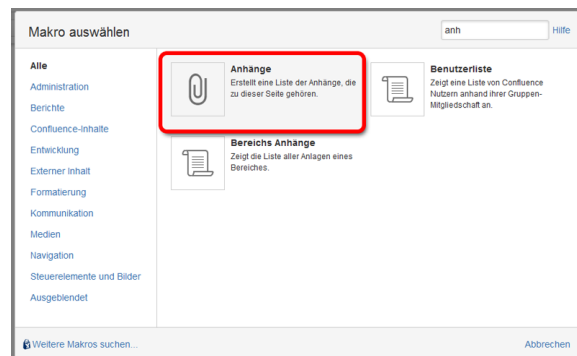 Makro auswählen
anh
Hilfe
Alle
Administration
Berichte
Confluence-Inhalte
Entwicklung
Externer Inhalt
Formatierung
Kommunikation
Medien
Navigation
Steuerelemente und Bilder
Ausgeblendet
Anhänge
Erstellt eine Liste der Anhänge, die
zu dieser Seite gehören.
Benutzerliste
Zeigt eine Liste von Confluence
Nutzern anhand ihrer Gruppen-
Mitgliedschaft an.
Bereichs Anhänge
Zeigt die Liste aller Anlagen eines
Bereiches.
Weitere Makros suchen...
Abbrechen